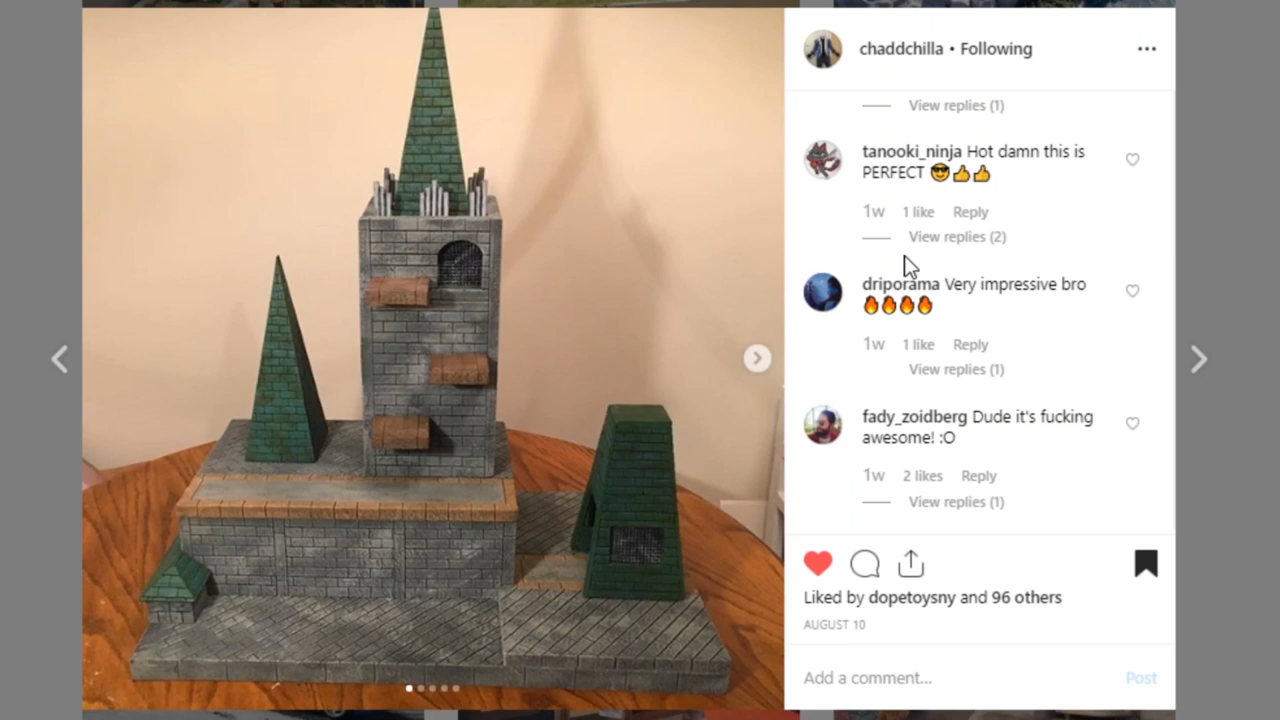 chaddchilla • Following
View replies (1)
tanooki_ninja Hot damn this is
PERFECT 😎👍👍
1w 1 like Reply
View replies (2)
driporama Very impressive bro
🔥🔥🔥🔥
1w 1 like Reply
View replies (1)
fady_zoidberg Dude it's fucking
awesome! :O
1w 2 likes Reply
View replies (1)
Liked by dopetoysny and 96 others
AUGUST 10
Add a comment... Post